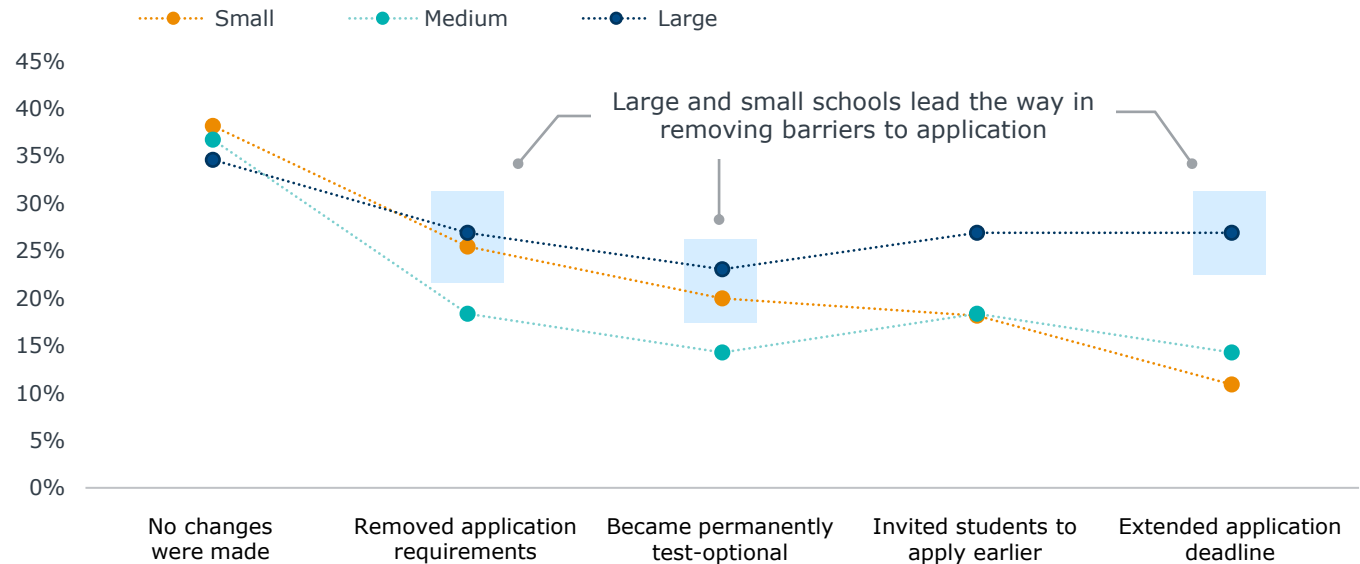 Small
Medium
Large
45%
40%
35%
30%
25%
20%
15%
10%
5%
0%
Large and small schools lead the way in
removing barriers to application
No changes
were made
Removed application
requirements
Became permanently
test-optional
Invited students to
apply earlier
Extended application
deadline